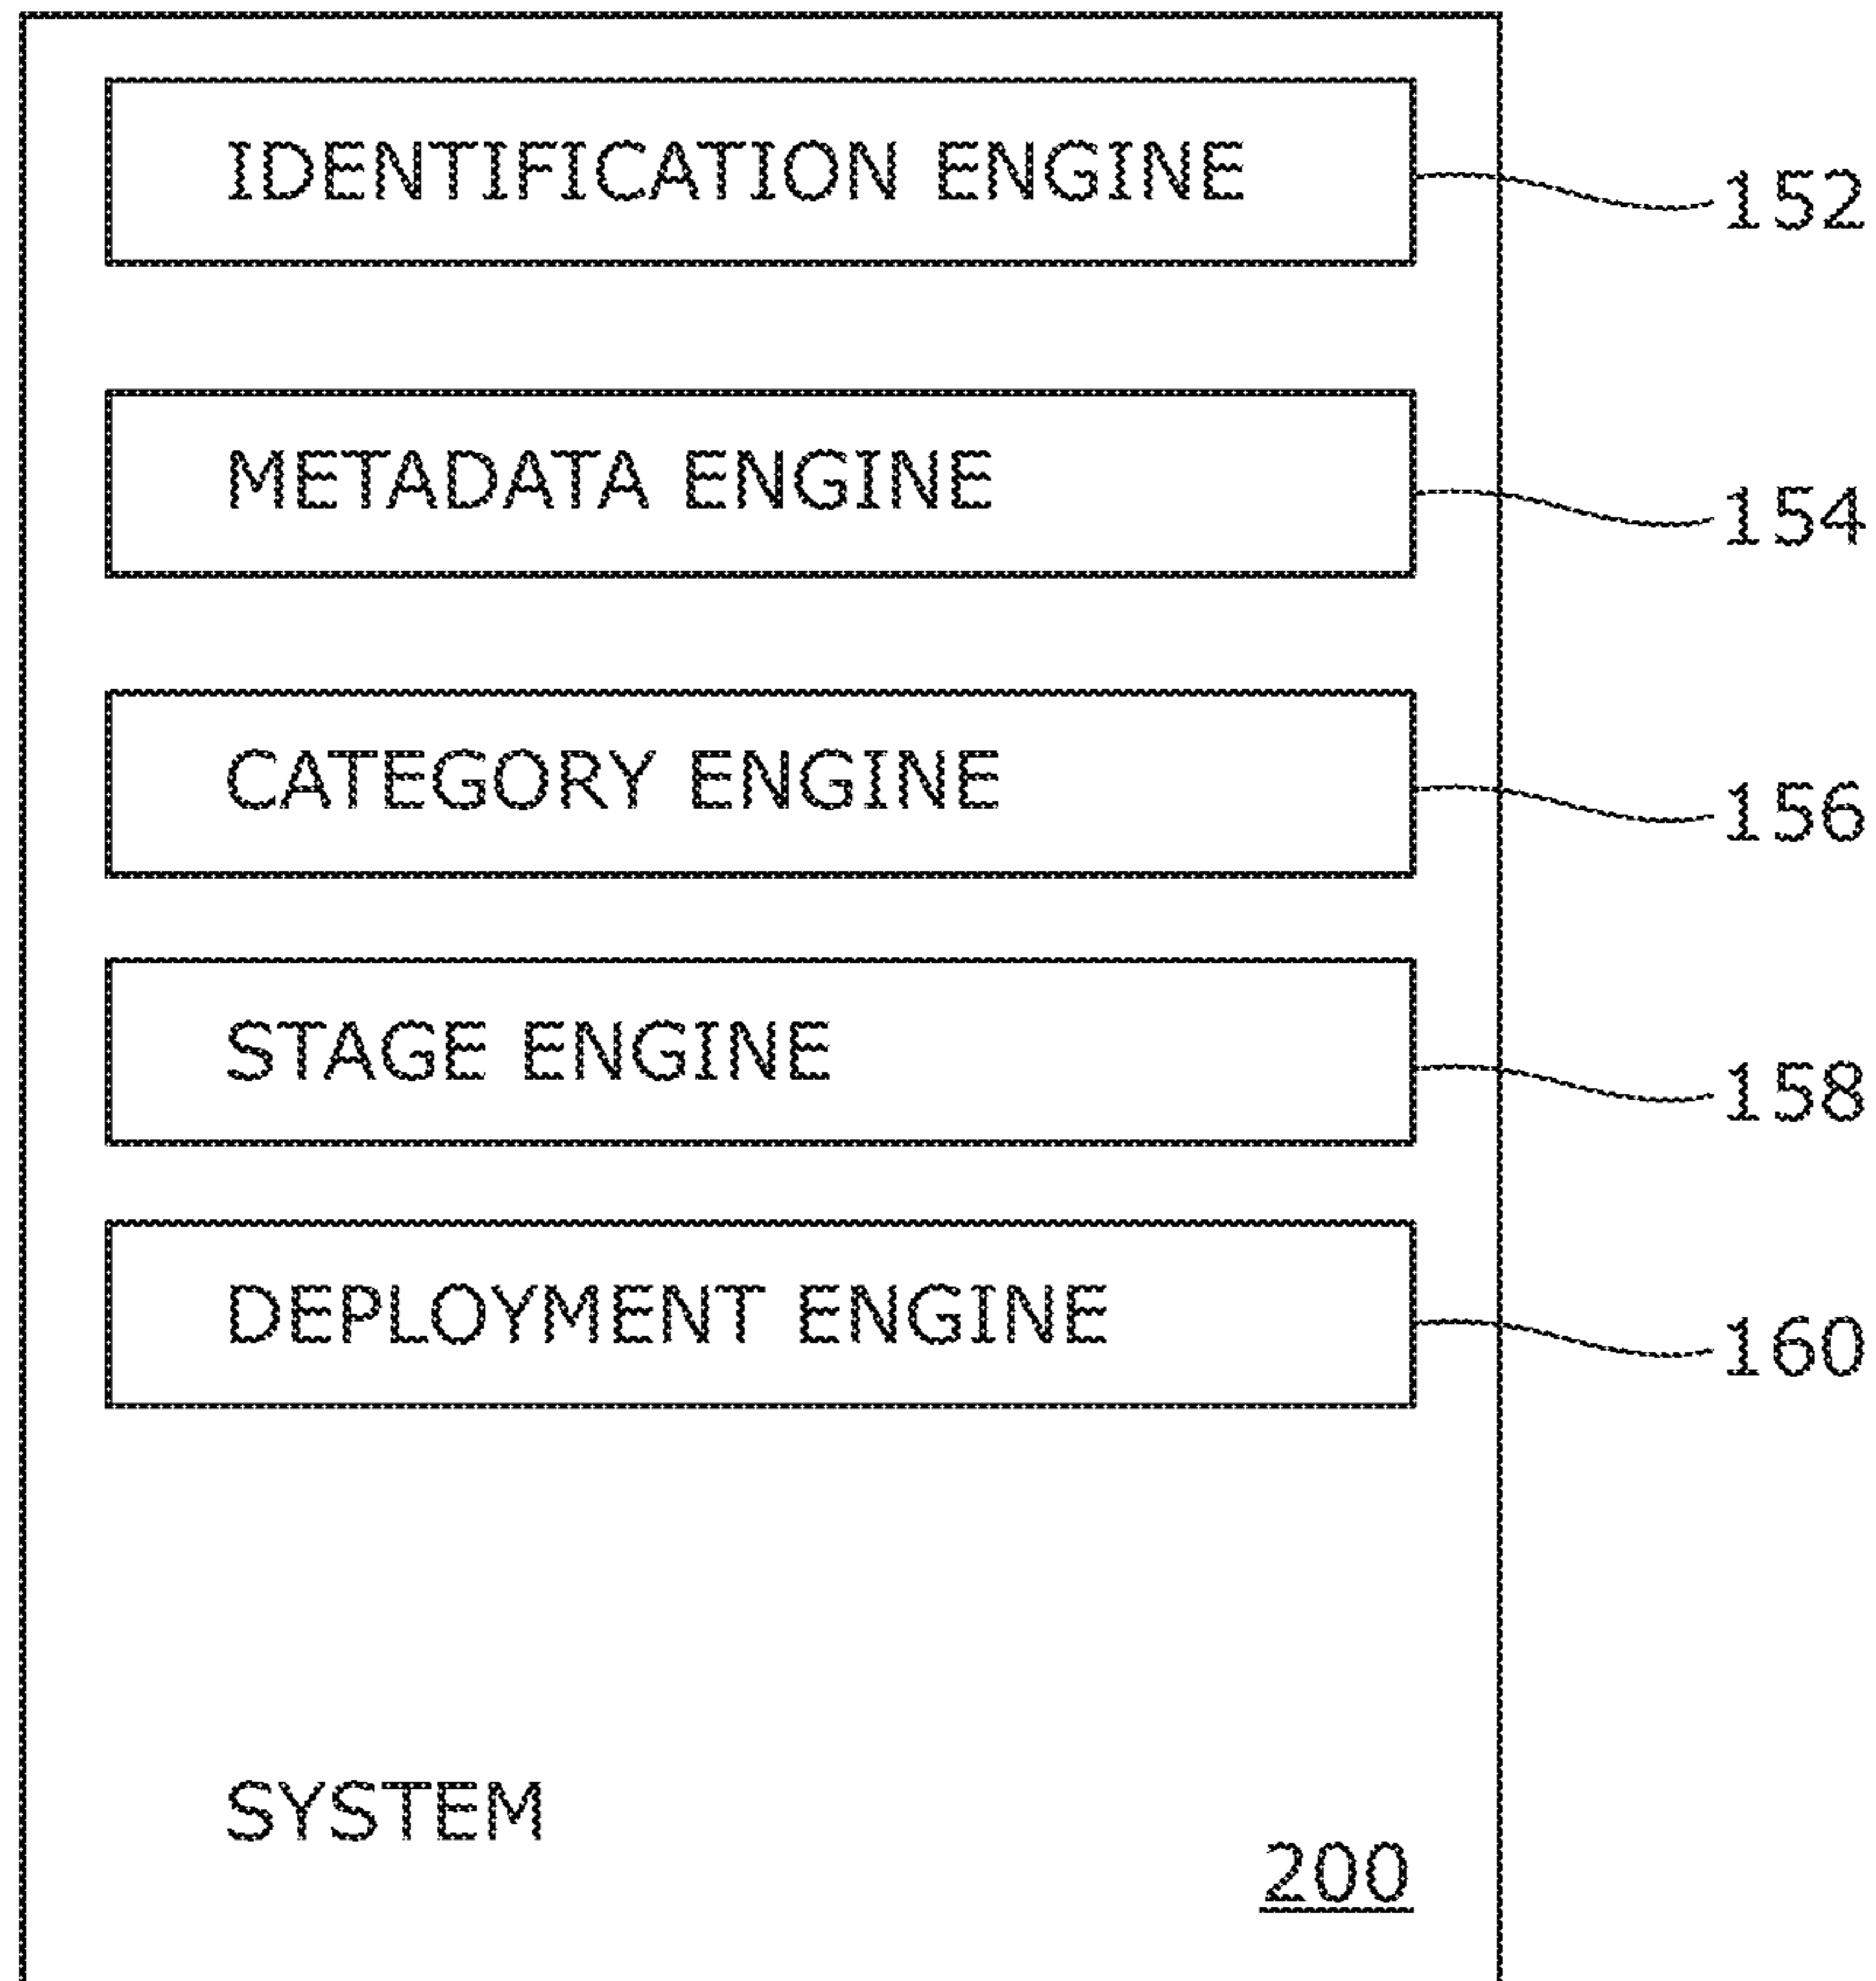 IDENTIFICATION ENGINE
152
METADATA ENGINE
154
CATEGORY ENGINE
156
STAGE ENGINE
158
DEPLOYMENT ENGINE
160
SYSTEM
200